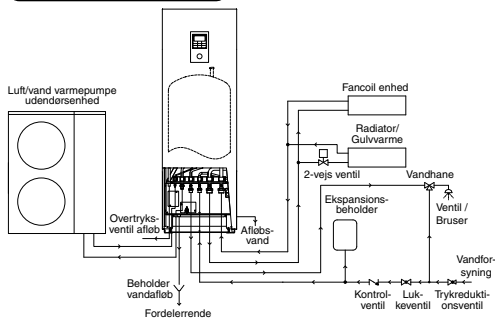 Luft/vand varmepumpe
udendørsenhed
Fancoil enhed
Radiator/
Gulvvarme
2-vejs ventil
Vandhane
Ventil /
Bruser
Ekspansions-
beholder
Overtryks-
ventil afløb
Afløbs-
vand
Vandfor-
syning
Beholder
vandafløb
Fordelerrende
Kontrol-
ventil
Luk-
keventil
Trykredukti-
onsventil